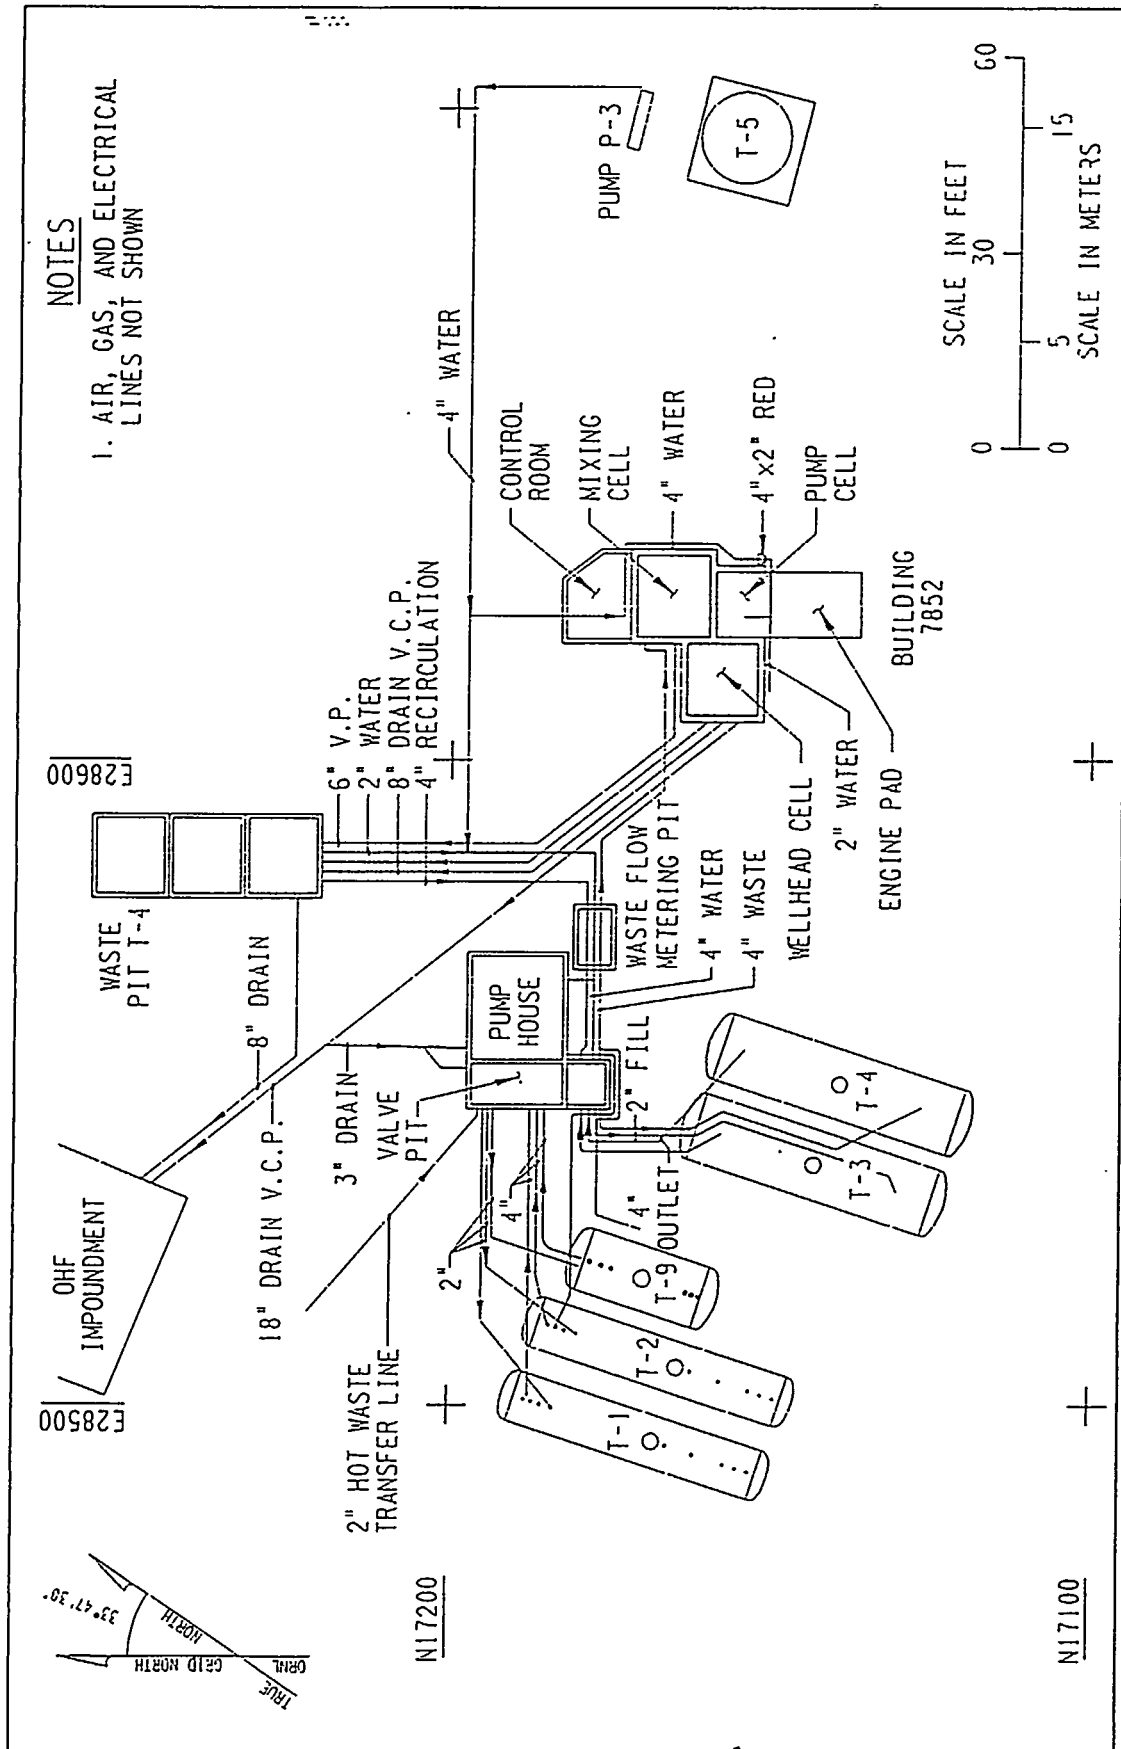 NOTES
1. AIR, GAS, AND ELECTRICAL
LINES NOT SHOWN
ORNL
GRID NORTH
TRUE
NORTH
33°47'30"
E28500
E28600
N17200
N17100
OHF
IMPOUNDMENT
WASTE
PIT T-4
8" DRAIN
18" DRAIN V.C.P.
3" DRAIN
VALVE
PIT
2" HOT WASTE
TRANSFER LINE
PUMP
HOUSE
6" V.P.
2" WATER
8" DRAIN V.C.P.
4" RECIRCULATION
4" WATER
PUMP P-3
T-5
CONTROL
ROOM
MIXING
CELL
4" WATER
4"x2" RED
PUMP
CELL
BUILDING
7852
WASTE FLOW
METERING PIT
4" WATER
4" WASTE
WELLHEAD CELL
2" WATER
ENGINE PAD
2"
4"
4"
OUTLET
2" FILL
T-1
T-2
T-9
T-3
T-4
SCALE IN FEET
0 30 60
0 5 15
SCALE IN METERS